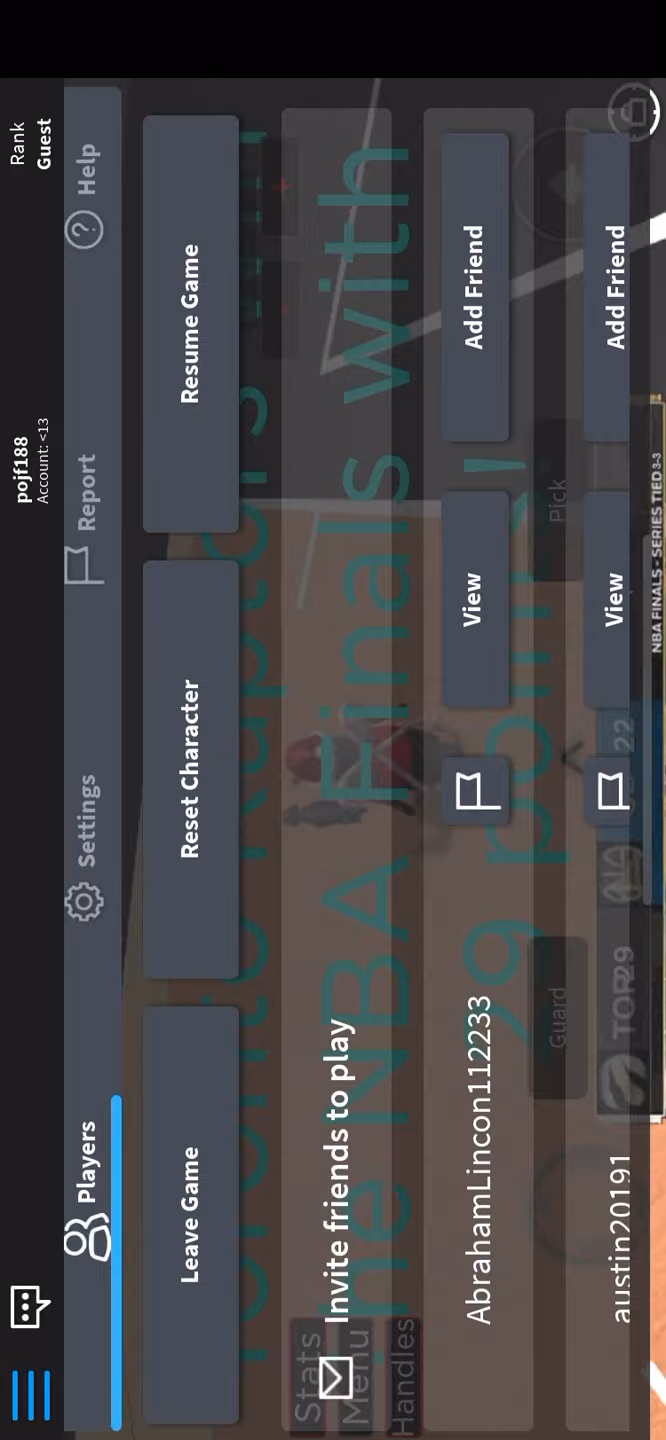 pojf188
Account: <13
Rank
Guest
Players
Settings
Report
Help
Leave Game
Reset Character
Resume Game
Toronto Raptors
the NBA Finals with
29 points!
Invite friends to play
AbrahamLincon112233
View
Add Friend
austin20191
View
Add Friend
Stats
Menu
Handles
Guard
Pick
TOR 29
22
NBA FINALS - SERIES TIED 3-3